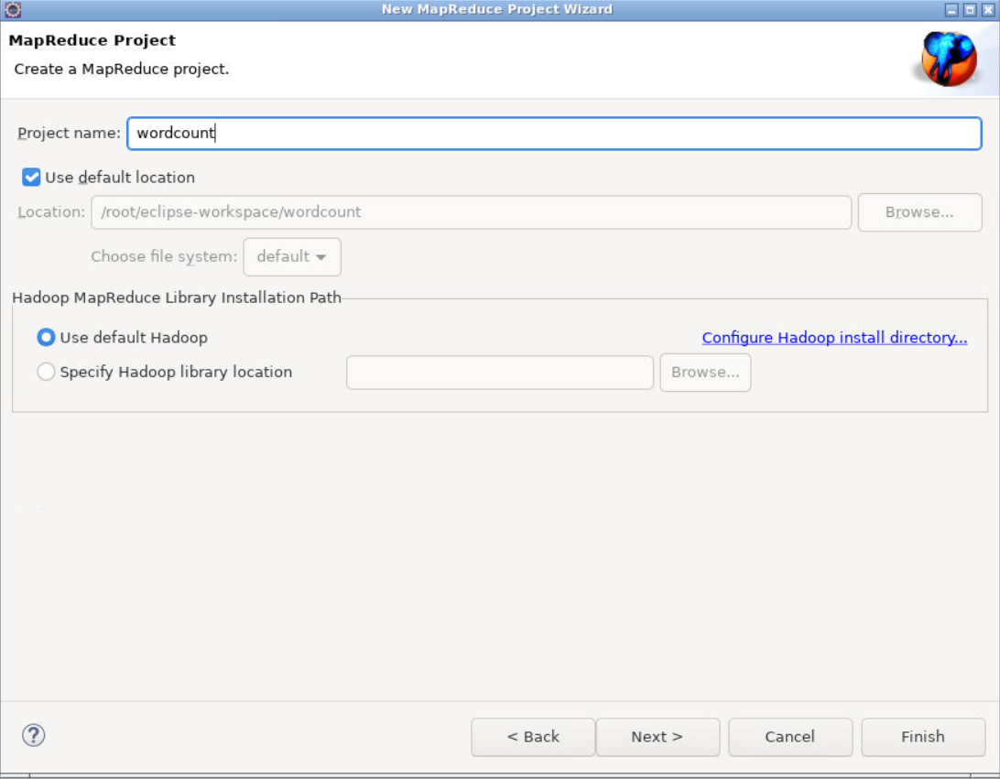 New MapReduce Project Wizard
MapReduce Project
Create a MapReduce project.
Project name: wordcount
Use default location
Location: /root/eclipse-workspace/wordcount Browse...
Choose file system: default
Hadoop MapReduce Library Installation Path
Use default Hadoop Configure Hadoop install directory...
Specify Hadoop library location Browse...
? < Back Next > Cancel Finish